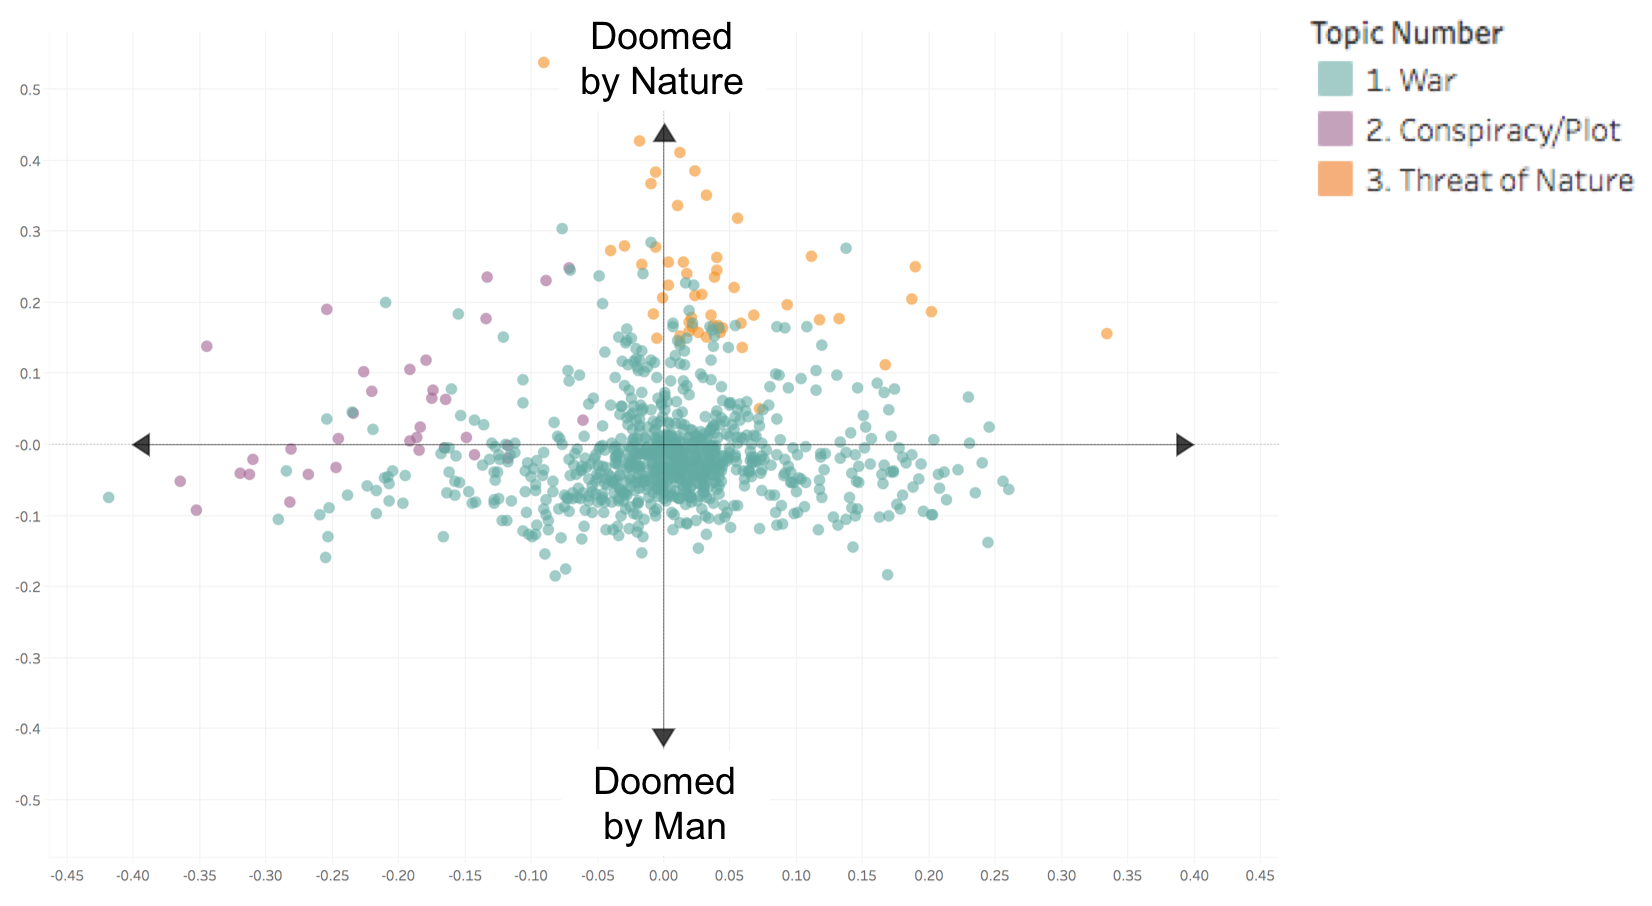 Doomed
by Nature
Topic Number
1. War
2. Conspiracy/Plot
3. Threat of Nature
0.5
0.4
0.3
0.2
0.1
-0.0
-0.1
-0.2
-0.3
-0.4
-0.5
Doomed
by Man
-0.45 -0.40 -0.35 -0.30 -0.25 -0.20 -0.15 -0.10 -0.05 0.00 0.05 0.10 0.15 0.20 0.25 0.30 0.35 0.40 0.45